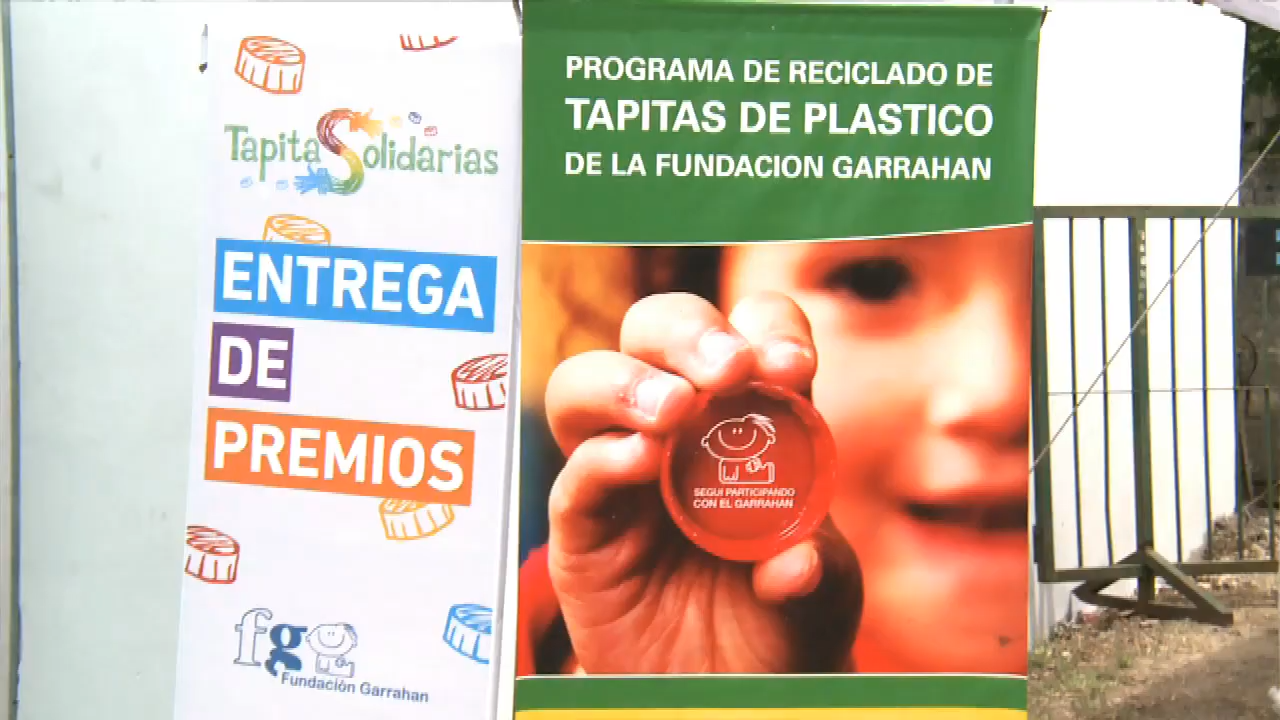 TapitaSolidarias
ENTREGA
DE
PREMIOS
fg
Fundación Garrahan
PROGRAMA DE RECICLADO DE
TAPITAS DE PLASTICO
DE LA FUNDACION GARRAHAN
SEGUI PARTICIPANDO
CON EL GARRAHAN